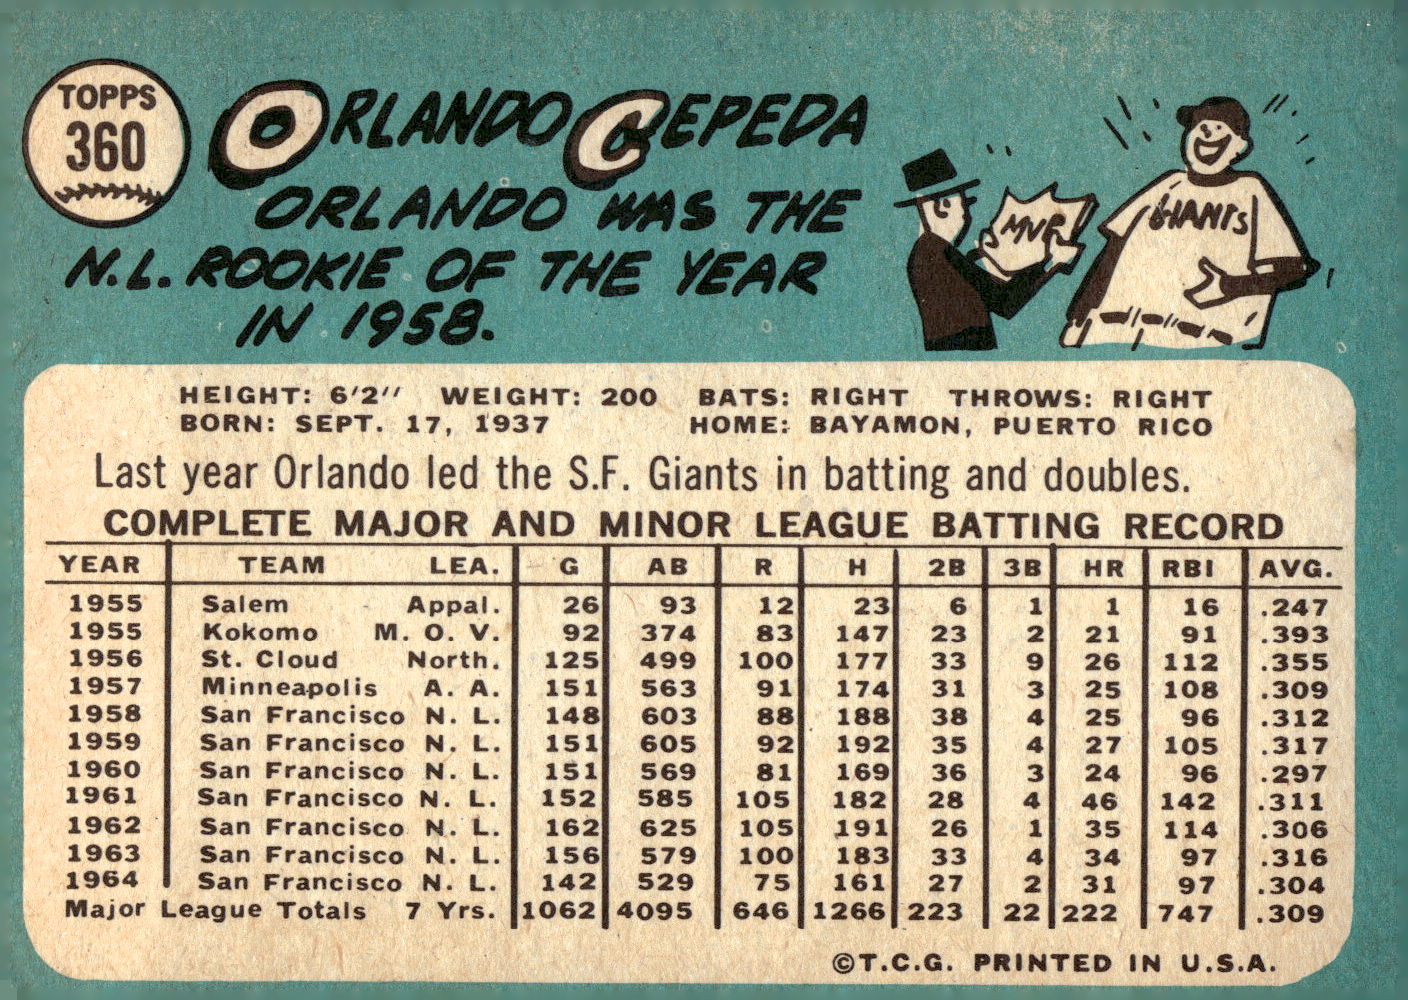 TOPPS
360
ORLANDO CEPEDA
ORLANDO WAS THE
N.L. ROOKIE OF THE YEAR
IN 1958.
MVP
GIANTS
HEIGHT: 6'2" WEIGHT: 200 BATS: RIGHT THROWS: RIGHT
BORN: SEPT. 17, 1937 HOME: BAYAMON, PUERTO RICO
Last year Orlando led the S.F. Giants in batting and doubles.
COMPLETE MAJOR AND MINOR LEAGUE BATTING RECORD
YEAR TEAM LEA. G AB R H 2B 3B HR RBI AVG.
1955 Salem Appal. 26 93 12 23 6 1 1 16 .247
1955 Kokomo M. O. V. 92 374 83 147 23 2 21 91 .393
1956 St. Cloud North. 125 499 100 177 33 9 26 112 .355
1957 Minneapolis A. A. 151 563 91 174 31 3 25 108 .309
1958 San Francisco N. L. 148 603 88 188 38 4 25 96 .312
1959 San Francisco N. L. 151 605 92 192 35 4 27 105 .317
1960 San Francisco N. L. 151 569 81 169 36 3 24 96 .297
1961 San Francisco N. L. 152 585 105 182 28 4 46 142 .311
1962 San Francisco N. L. 162 625 105 191 26 1 35 114 .306
1963 San Francisco N. L. 156 579 100 183 33 4 34 97 .316
1964 San Francisco N. L. 142 529 75 161 27 2 31 97 .304
Major League Totals 7 Yrs. 1062 4095 646 1266 223 22 222 747 .309
©T.C.G. PRINTED IN U.S.A.